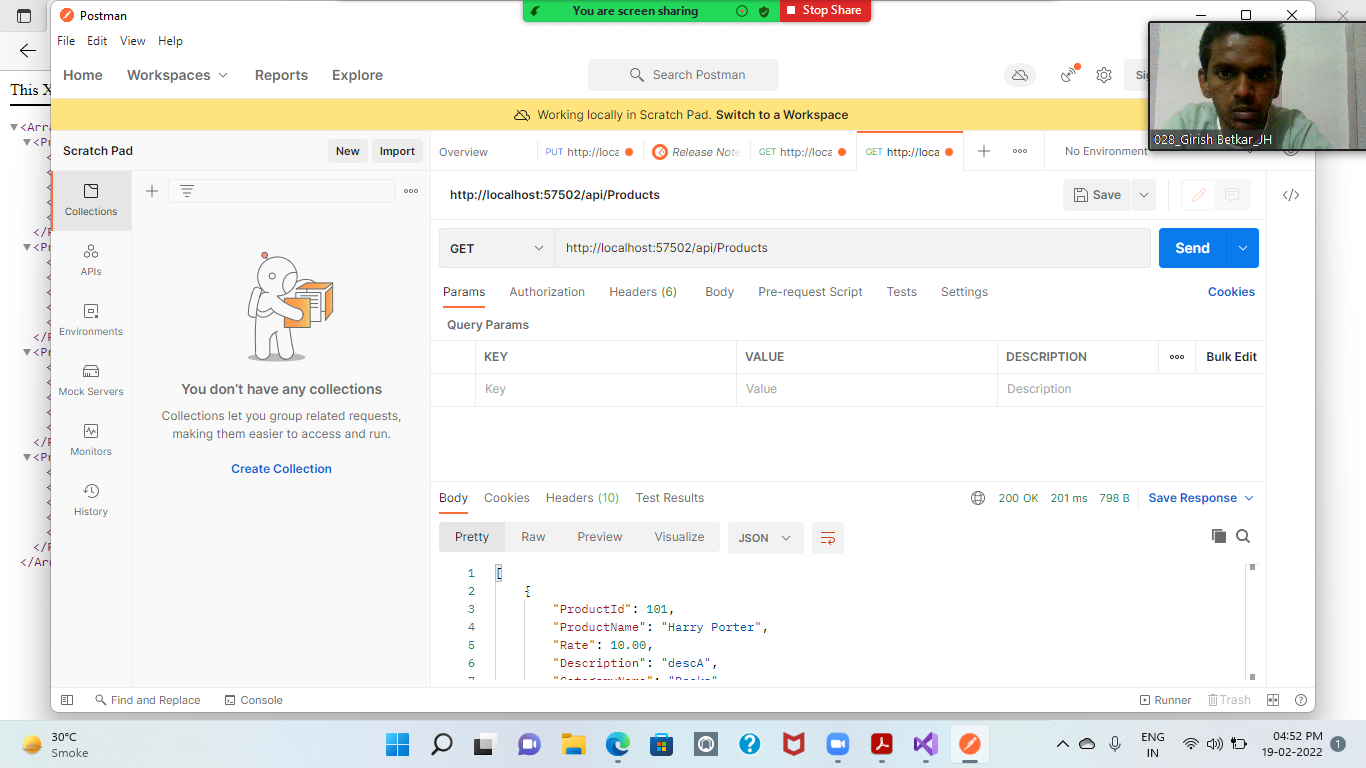 Postman
You are screen sharing
Stop Share
File Edit View Help
Home Workspaces Reports Explore
Search Postman
This X
Working locally in Scratch Pad. Switch to a Workspace
028_Girish Betkar_JH
Scratch Pad
New Import
Overview
PUT http://loca
Release Note
GET http://loca
GET http://loca
No Environment
<Arra
<P
</P
<P
</P
<P
</P
<P
</P
</Arr
Collections
APIs
Environments
Mock Servers
Monitors
History
You don't have any collections
Collections let you group related requests,
making them easier to access and run.
Create Collection
http://localhost:57502/api/Products
Save
GET http://localhost:57502/api/Products
Send
Params Authorization Headers (6) Body Pre-request Script Tests Settings
Cookies
Query Params
KEY VALUE DESCRIPTION
Bulk Edit
Key Value Description
Body Cookies Headers (10) Test Results
200 OK 201 ms 798 B Save Response
Pretty Raw Preview Visualize JSON
1 [
2 {
3 "ProductId": 101,
4 "ProductName": "Harry Porter",
5 "Rate": 10.00,
6 "Description": "descA",
Find and Replace Console
Runner Trash
30°C
Smoke
ENG
IN
04:52 PM
19-02-2022
1